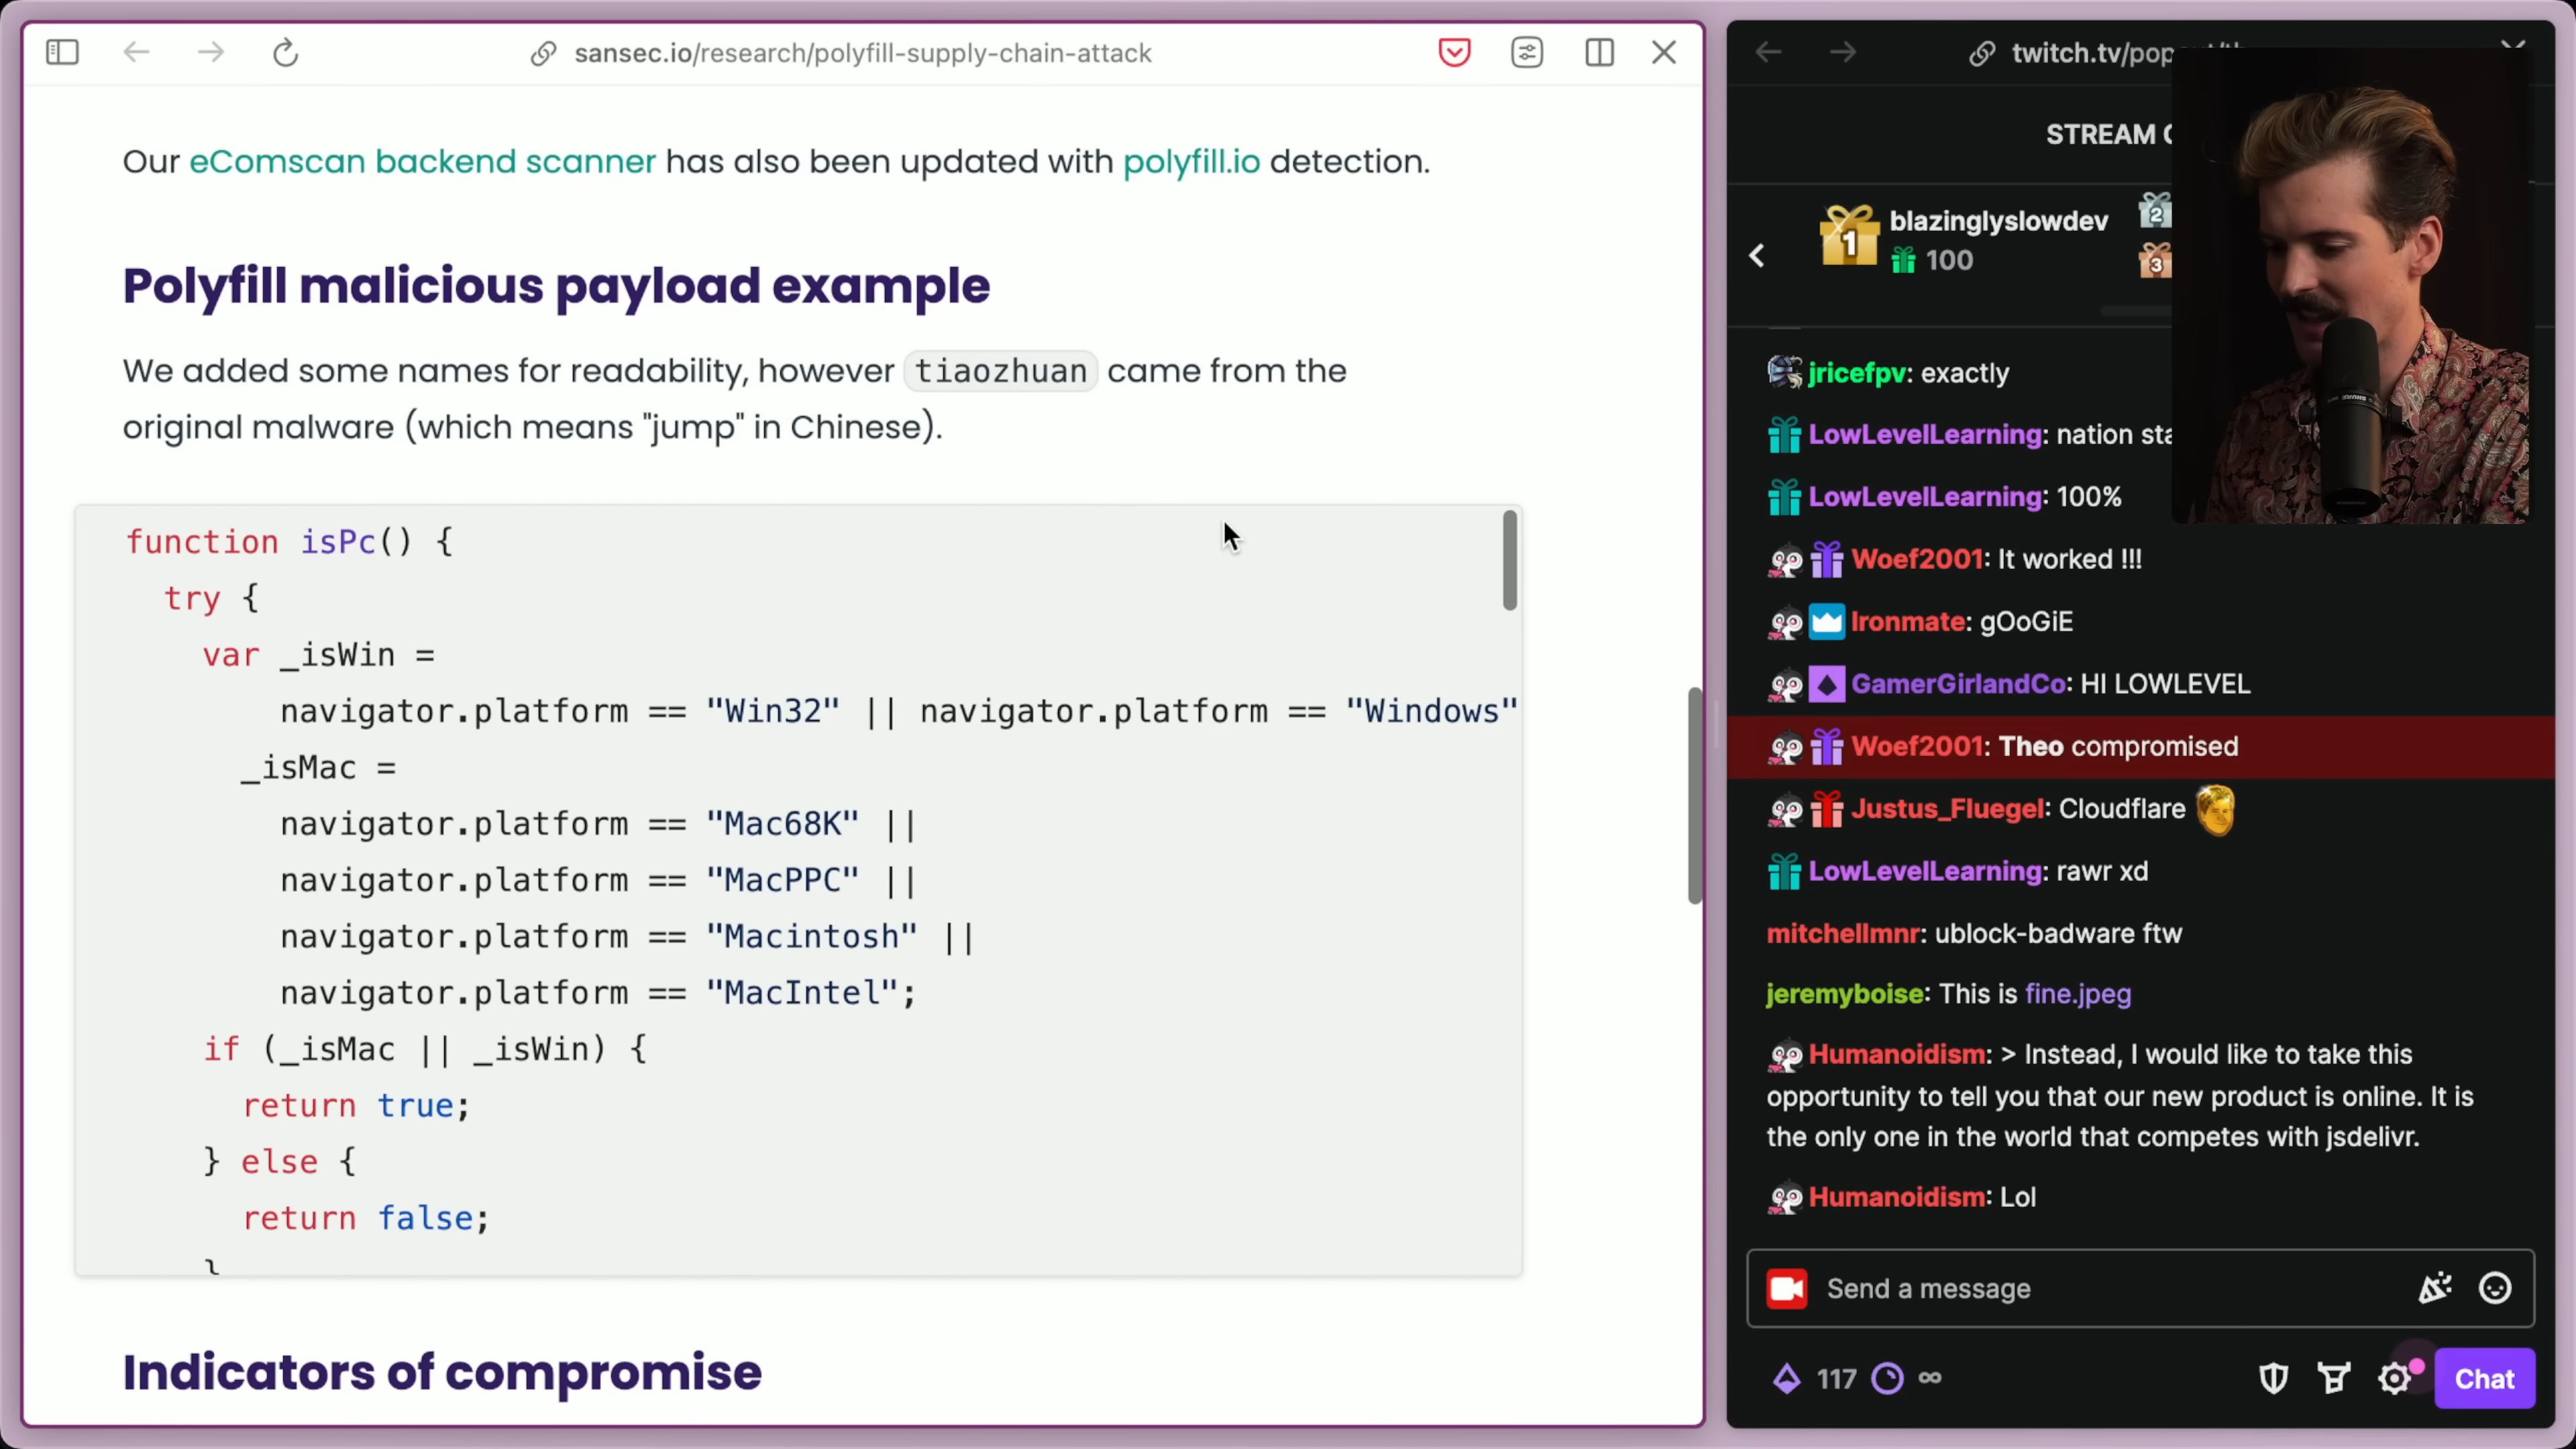 sansec.io/research/polyfill-supply-chain-attack
Our eComscan backend scanner has also been updated with polyfill.io detection.
Polyfill malicious payload example
We added some names for readability, however tiaozhuan came from the
original malware (which means "jump" in Chinese).
function isPc() {
try {
var _isWin =
navigator.platform == "Win32" || navigator.platform == "Windows"
_isMac =
navigator.platform == "Mac68K" ||
navigator.platform == "MacPPC" ||
navigator.platform == "Macintosh" ||
navigator.platform == "MacIntel";
if (_isMac || _isWin) {
return true;
} else {
return false;
}
Indicators of compromise
twitch.tv/pop
STREAM
1 blazinglyslowdev
100
2
3
jricefpv: exactly
LowLevelLearning: nation
LowLevelLearning: 100%
Woef2001: It worked !!!
Ironmate: gOoGiE
GamerGirlandCo: HI LOWLEVEL
Woef2001: Theo compromised
Justus_Fluegel: Cloudflare
LowLevelLearning: rawr xd
mitchellmnr: ublock-badware ftw
jeremyboise: This is fine.jpeg
Humanoidism: > Instead, I would like to take this
opportunity to tell you that our new product is online. It is
the only one in the world that competes with jsdelivr.
Humanoidism: Lol
Send a message
117 ∞
Chat